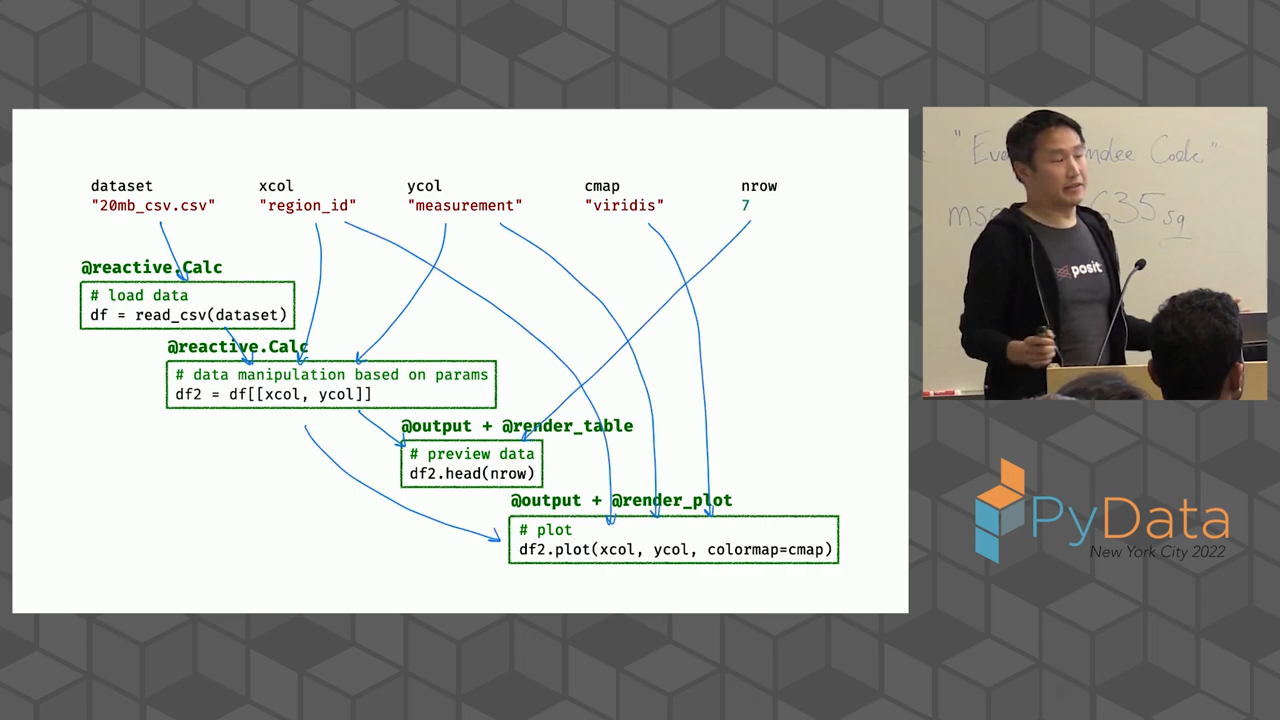 dataset xcol ycol cmap nrow
"20mb_csv.csv" "region_id" "measurement" "viridis" 7
@reactive.Calc
# load data
df = read_csv(dataset)
@reactive.Calc
# data manipulation based on params
df2 = df[[xcol, ycol]]
@output + @render_table
# preview data
df2.head(nrow)
@output + @render_plot
# plot
df2.plot(xcol, ycol, colormap=cmap)
Code"
635
posit
PyData
New York City 2022